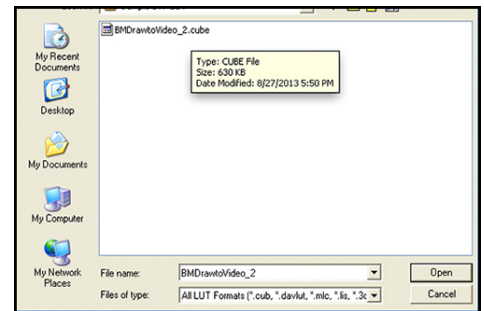 BMDrawtoVideo_2.cube
Type: CUBE File
Size: 630 KB
Date Modified: 8/27/2013 5:50 PM
My Recent
Documents
Desktop
My Documents
My Computer
My Network
Places
File name:
BMDrawtoVideo_2
Open
Files of type:
All LUT Formats (*.cub, *.davlut, *.mlc, *.lis, *.3c
Cancel